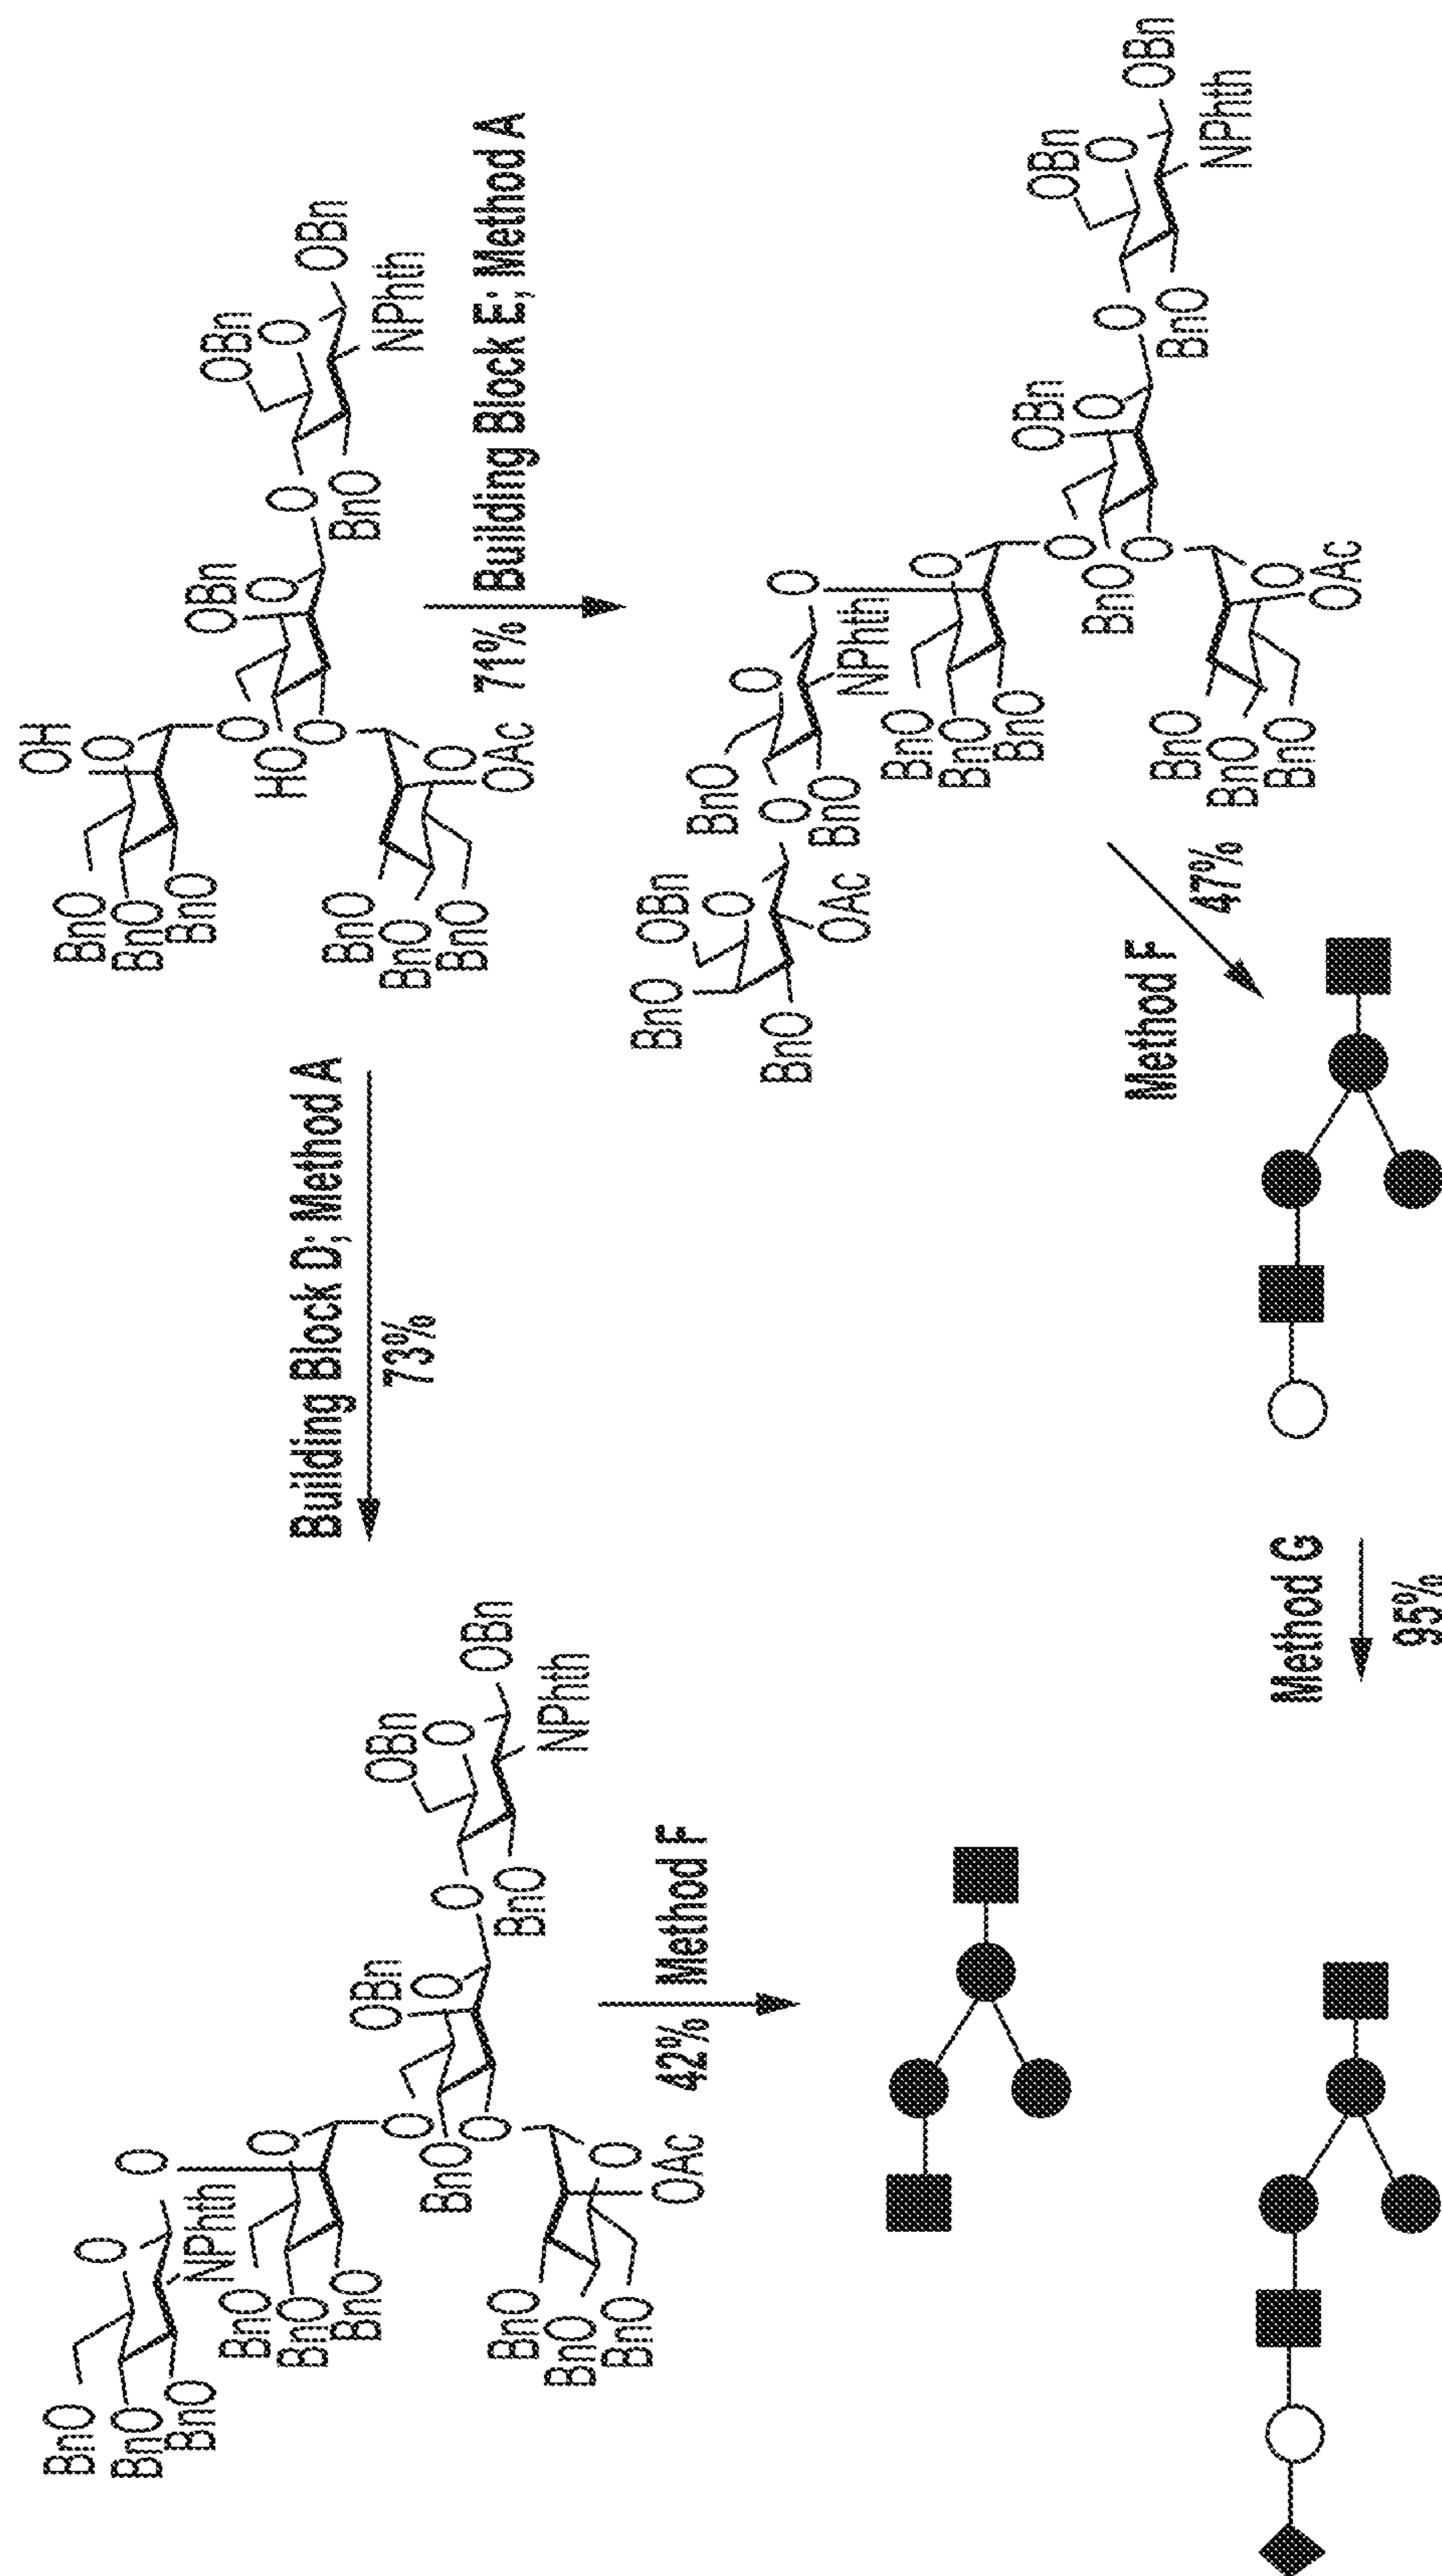 BnO
BnO
BnO
O
O
NPhth
BnO
BnO
BnO
O
O
OBn
O
BnO
O
O
BnO
OBn
O
OBn
NPhth
BnO
BnO
BnO
O
OAc
Building Block D; Method A
73%
OH
BnO
BnO
BnO
O
O
HO
O
OBn
O
O
BnO
OBn
O
OBn
NPhth
BnO
BnO
BnO
O
OAc
71% Building Block E; Method A
BnO
OBn
O
BnO
OAc
BnO
O
BnO
O
NPhth
O
BnO
BnO
BnO
O
O
BnO
O
OBn
O
O
BnO
OBn
O
OBn
NPhth
BnO
BnO
BnO
O
OAc
42% Method F
Method F
47%
Method G
95%